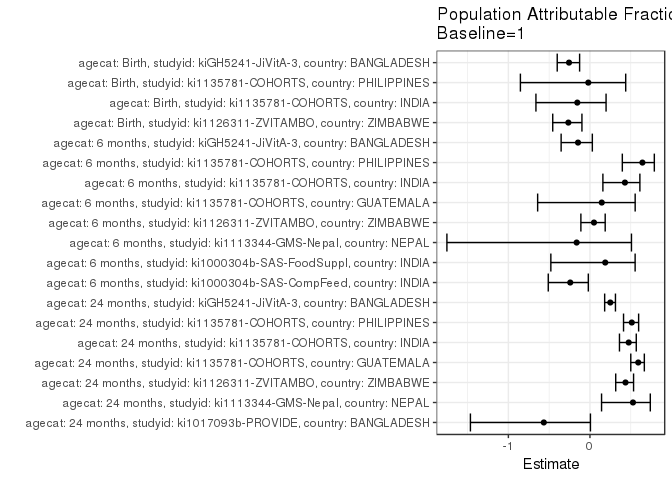 Population Attributable Fractic
Baseline=1
agecat: Birth, studyid: kiGH5241-JiVitA-3, country: BANGLADESH
agecat: Birth, studyid: ki1135781-COHORTS, country: PHILIPPINES
agecat: Birth, studyid: ki1135781-COHORTS, country: INDIA
agecat: Birth, studyid: ki1126311-ZVITAMBO, country: ZIMBABWE
agecat: 6 months, studyid: kiGH5241-JiVitA-3, country: BANGLADESH
agecat: 6 months, studyid: ki1135781-COHORTS, country: PHILIPPINES
agecat: 6 months, studyid: ki1135781-COHORTS, country: INDIA
agecat: 6 months, studyid: ki1135781-COHORTS, country: GUATEMALA
agecat: 6 months, studyid: ki1126311-ZVITAMBO, country: ZIMBABWE
agecat: 6 months, studyid: ki1113344-GMS-Nepal, country: NEPAL
agecat: 6 months, studyid: ki1000304b-SAS-FoodSuppl, country: INDIA
agecat: 6 months, studyid: ki1000304b-SAS-CompFeed, country: INDIA
agecat: 24 months, studyid: kiGH5241-JiVitA-3, country: BANGLADESH
agecat: 24 months, studyid: ki1135781-COHORTS, country: PHILIPPINES
agecat: 24 months, studyid: ki1135781-COHORTS, country: INDIA
agecat: 24 months, studyid: ki1135781-COHORTS, country: GUATEMALA
agecat: 24 months, studyid: ki1126311-ZVITAMBO, country: ZIMBABWE
agecat: 24 months, studyid: ki1113344-GMS-Nepal, country: NEPAL
agecat: 24 months, studyid: ki1017093b-PROVIDE, country: BANGLADESH
-1 0
Estimate